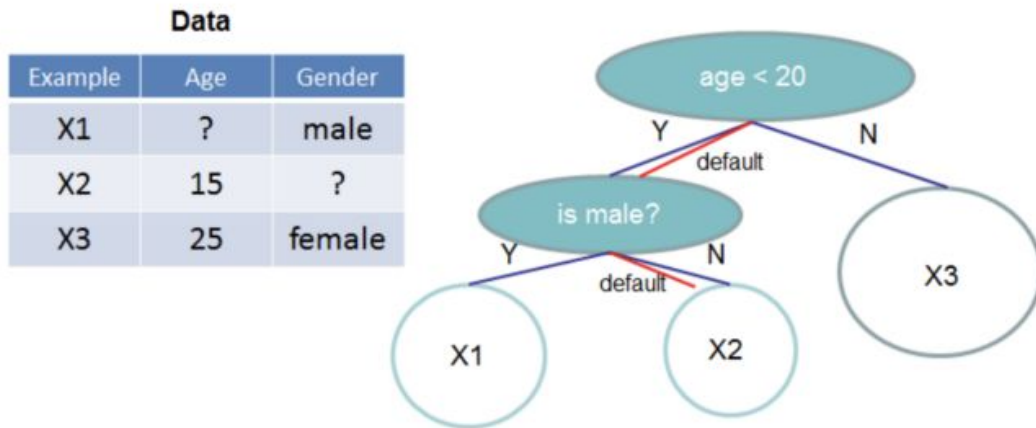 Data
Example Age Gender
X1 ? male
X2 15 ?
X3 25 female
age < 20
Y N
default
is male?
Y N
default
X1 X2 X3